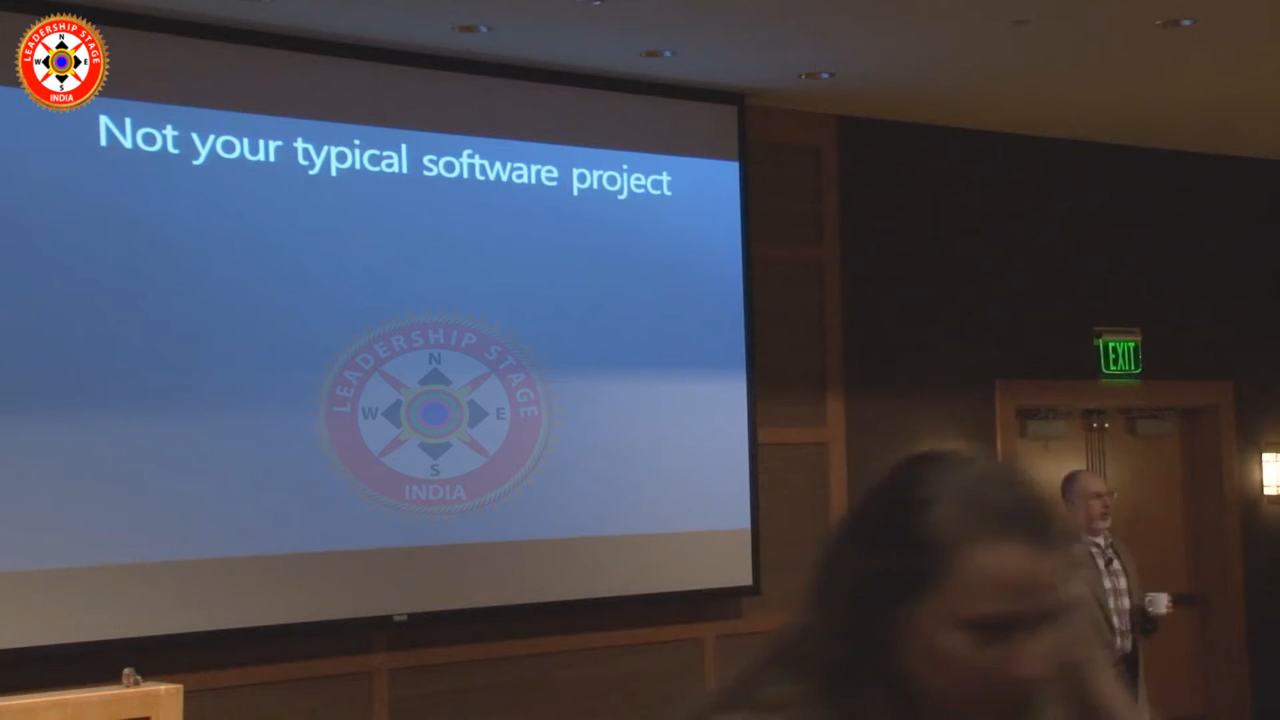 LEADERSHIP STAGE
N
W E
S
INDIA
Not your typical software project
LEADERSHIP STAGE
N
W E
S
INDIA
EXIT